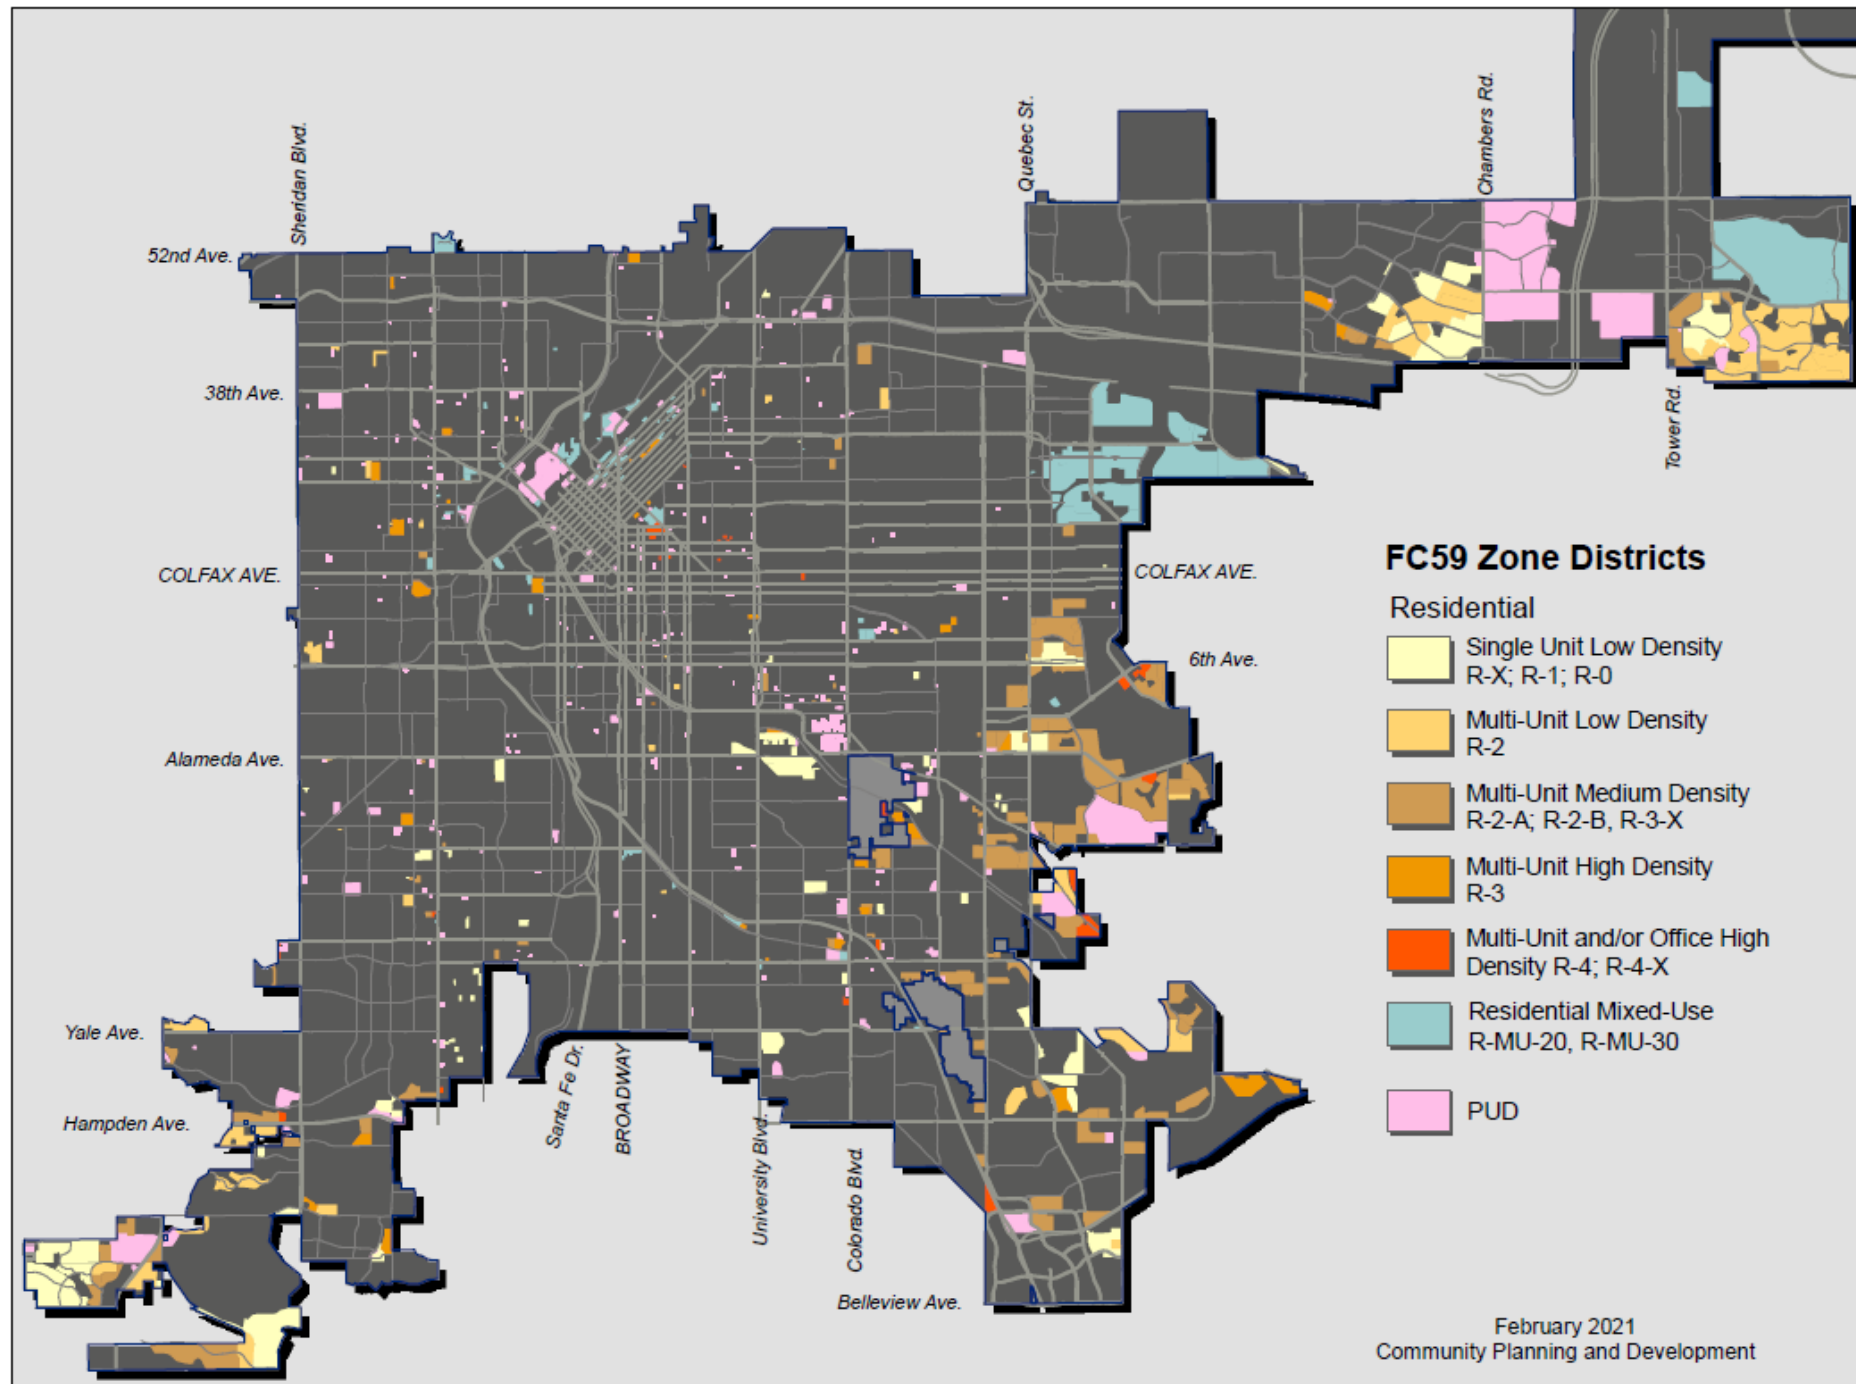 Sheridan Blvd.
Quebec St.
Chambers Rd.
52nd Ave.
38th Ave.
Tower Rd.
COLFAX AVE.
COLFAX AVE.
6th Ave.
Alameda Ave.
Yale Ave.
Hampden Ave.
Santa Fe Dr.
BROADWAY
University Blvd.
Colorado Blvd.
Belleview Ave.
FC59 Zone Districts
Residential
Single Unit Low Density
R-X; R-1; R-0
Multi-Unit Low Density
R-2
Multi-Unit Medium Density
R-2-A; R-2-B, R-3-X
Multi-Unit High Density
R-3
Multi-Unit and/or Office High
Density R-4; R-4-X
Residential Mixed-Use
R-MU-20, R-MU-30
PUD
February 2021
Community Planning and Development